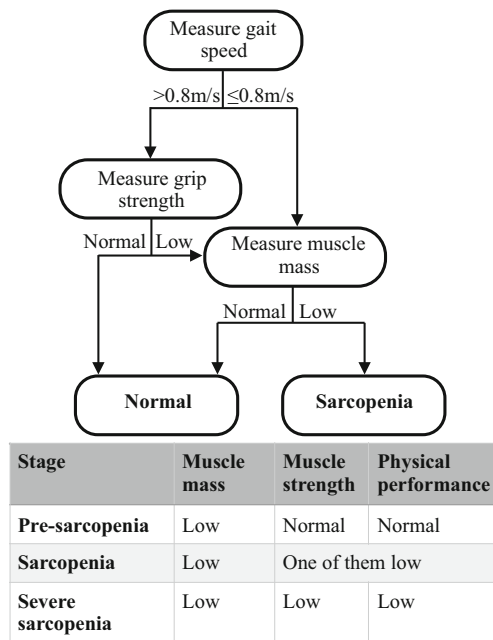 Measure gait
speed
>0.8m/s ≤0.8m/s
Measure grip
strength
Normal Low
Measure muscle
mass
Normal Low
Normal
Sarcopenia
Stage Muscle mass Muscle strength Physical performance
Pre-sarcopenia Low Normal Normal
Sarcopenia Low One of them low
Severe sarcopenia Low Low Low